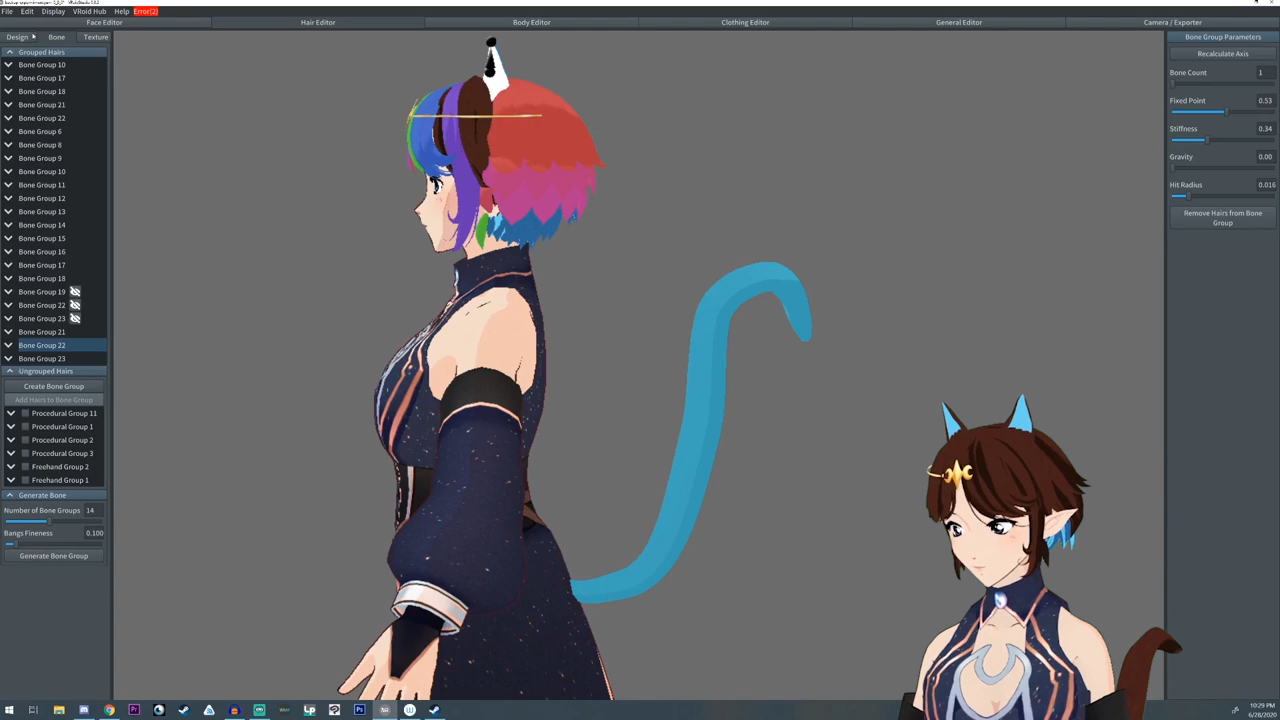 File Edit Display VRoid Hub Help Error(2)
Face Editor Hair Editor Body Editor Clothing Editor General Editor Camera / Exporter
Design Bone Texture
Grouped Hairs
Bone Group 10
Bone Group 17
Bone Group 18
Bone Group 21
Bone Group 22
Bone Group 6
Bone Group 8
Bone Group 9
Bone Group 10
Bone Group 11
Bone Group 12
Bone Group 13
Bone Group 14
Bone Group 15
Bone Group 16
Bone Group 17
Bone Group 18
Bone Group 19
Bone Group 22
Bone Group 23
Bone Group 21
Bone Group 22
Bone Group 23
Ungrouped Hairs
Create Bone Group
Add Hairs to Bone Group
Procedural Group 11
Procedural Group 1
Procedural Group 2
Procedural Group 3
Freehand Group 2
Freehand Group 1
Generate Bone
Number of Bone Groups 14
Bangs Fineness 0.100
Generate Bone Group
Bone Group Parameters
Recalculate Axis
Bone Count 1
Fixed Point 0.53
Stiffness 0.34
Gravity 0.00
Hit Radius 0.016
Remove Hairs from Bone
Group
10:29 PM
6/28/2020